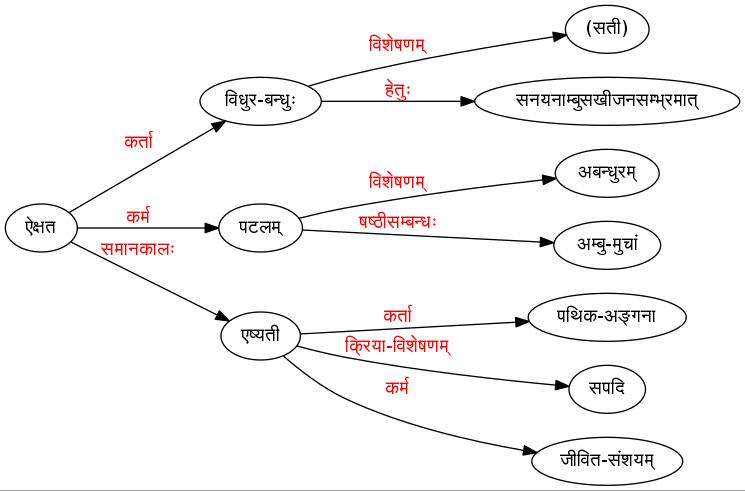 (सती)
विशेषणम्
विधुर-बन्धुः
हेतुः
सनयनाम्बुसखीजनसम्भ्रमात्
कर्ता
विशेषणम्
अबन्धुरम्
ऐक्षत
कर्म
पटलम्
षष्ठीसम्बन्धः
अम्बु-मुचां
समानकालः
एष्यती
कर्ता
पथिक-अङ्गना
क्रिया-विशेषणम्
सपदि
कर्म
जीवित-संशयम्